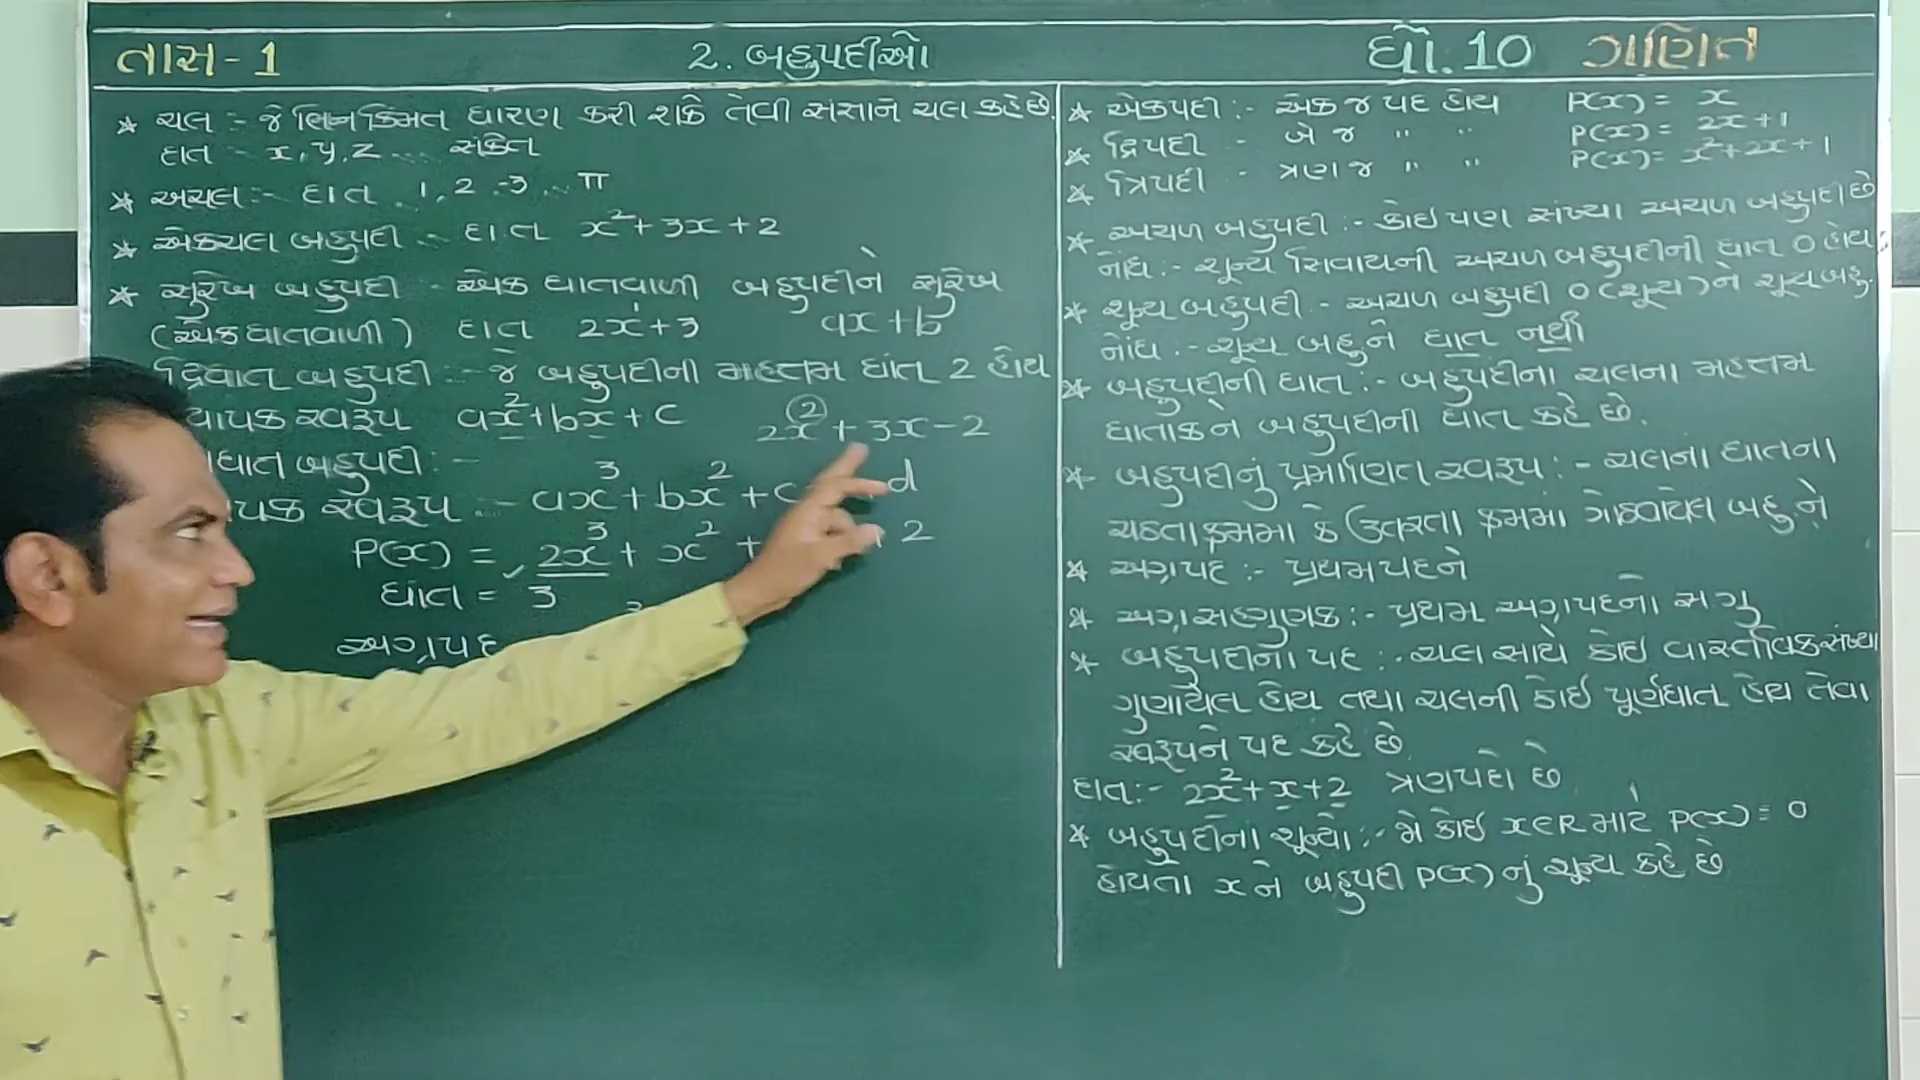 તાસ - 1
2. બહુપદીઓ
ધો. 10 ગણિત
* ચલ :- જે ભિન્ન કિંમત ધારણ કરી શકે તેવી સંજ્ઞાને ચલ કહે છે.
દા.ત x, y, z ... સંકેત
* અચલ :- દા.ત. 1, 2 -3 ... π
* એકચલ બહુપદી :- દા.ત x² + 3x + 2
* સુરેખ બહુપદી - એક ઘાતવાળી બહુપદીને સુરેખ
(એક ઘાતવાળી) દા.ત 2x¹ + 3 ax + b
દ્વિઘાત બહુપદી :- જે બહુપદીની મહત્તમ ઘાત 2 હોય
વ્યાપક સ્વરૂપ ax² + bx + c 2x² + 3x - 2
ઘાત બહુપદી :-
પક સ્વરૂપ :- ax³ + bx² + c d
P(x) = 2x³ + x² + 2
ઘાત = 3
અગ્રપદ
* એકપદી :- એક જ પદ હોય P(x) = x
* દ્વિપદી - બે જ " " P(x) = 2x + 1
* ત્રિપદી - ત્રણ જ " " P(x) = x² + 2x + 1
* અચળ બહુપદી :- કોઇ પણ સંખ્યા અચળ બહુપદી છે
નોંધ :- શૂન્ય સિવાયની અચળ બહુપદીની ઘાત 0 હોય
* શૂન્ય બહુપદી - અચળ બહુપદી 0 (શૂન્ય) ને શૂન્ય બહુ.
નોંધ :- શૂન્ય બહુને ઘાત નથી
* બહુપદીની ઘાત :- બહુપદીના ચલના મહત્તમ
ઘાતાંકને બહુપદીની ઘાત કહે છે.
* બહુપદીનું પ્રમાણિત સ્વરૂપ :- ચલના ઘાતના
ચઢતા ક્રમમાં કે ઉતરતા ક્રમમાં ગોઠવાયેલ બહુ ને
* અગ્રપદ :- પ્રથમ પદને
* અગ્ર સહગુણક :- પ્રથમ અગ્રપદનો સગુ
* બહુપદીના પદ :- ચલ સાથે કોઇ વાસ્તવિક સંખ્યા
ગુણાયેલ હોય તથા ચલની કોઈ પૂર્ણઘાત હોય તેવા
સ્વરૂપને પદ કહે છે
દા.ત:- 2x² + x + 2 ત્રણ પદો છે
* બહુપદીના શૂન્યો :- જો કોઇ x∈R માટે P(x) = 0
હોયતો x ને બહુપદી P(x) નું શૂન્ય કહે છે